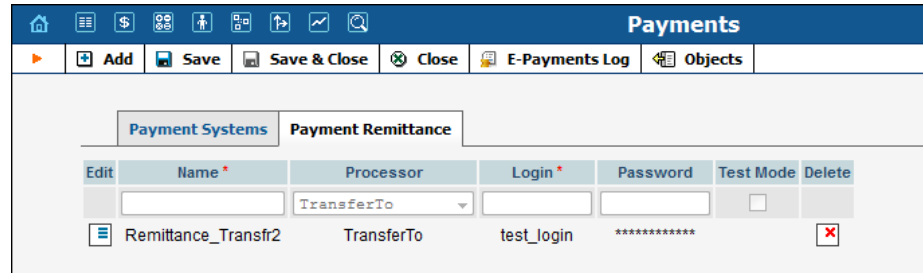 Payments
Add Save Save & Close Close E-Payments Log Objects
Payment Systems Payment Remittance
Edit Name * Processor Login * Password Test Mode Delete
TransferTo
Remittance_Transfr2 TransferTo test_login ************